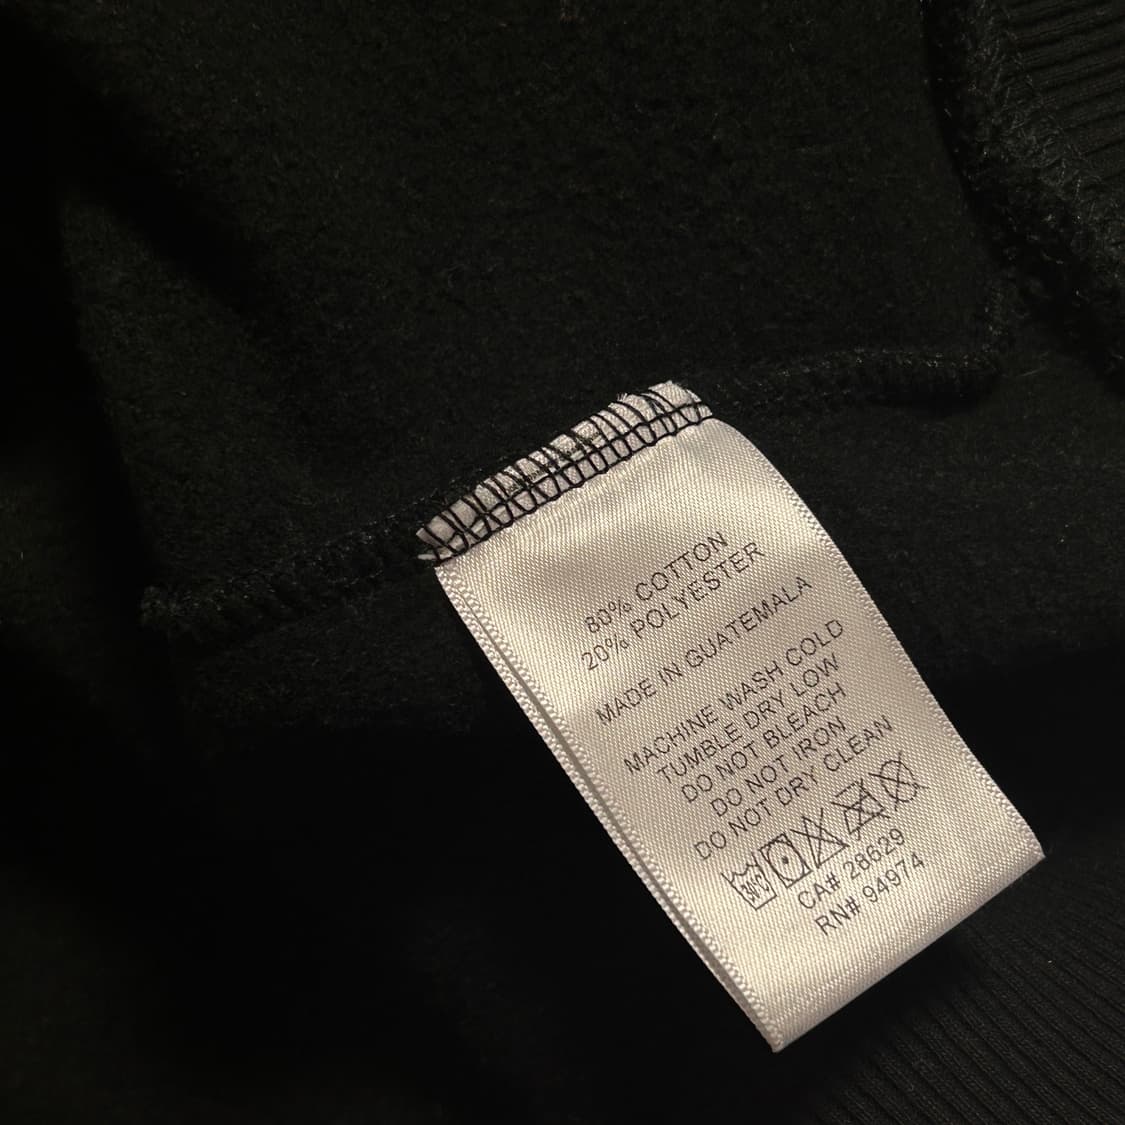 80% COTTON
20% POLYESTER
MADE IN GUATEMALA
MACHINE WASH COLD
TUMBLE DRY LOW
DO NOT BLEACH
DO NOT IRON
DO NOT DRY CLEAN
30°C
CA# 28629
RN# 94974